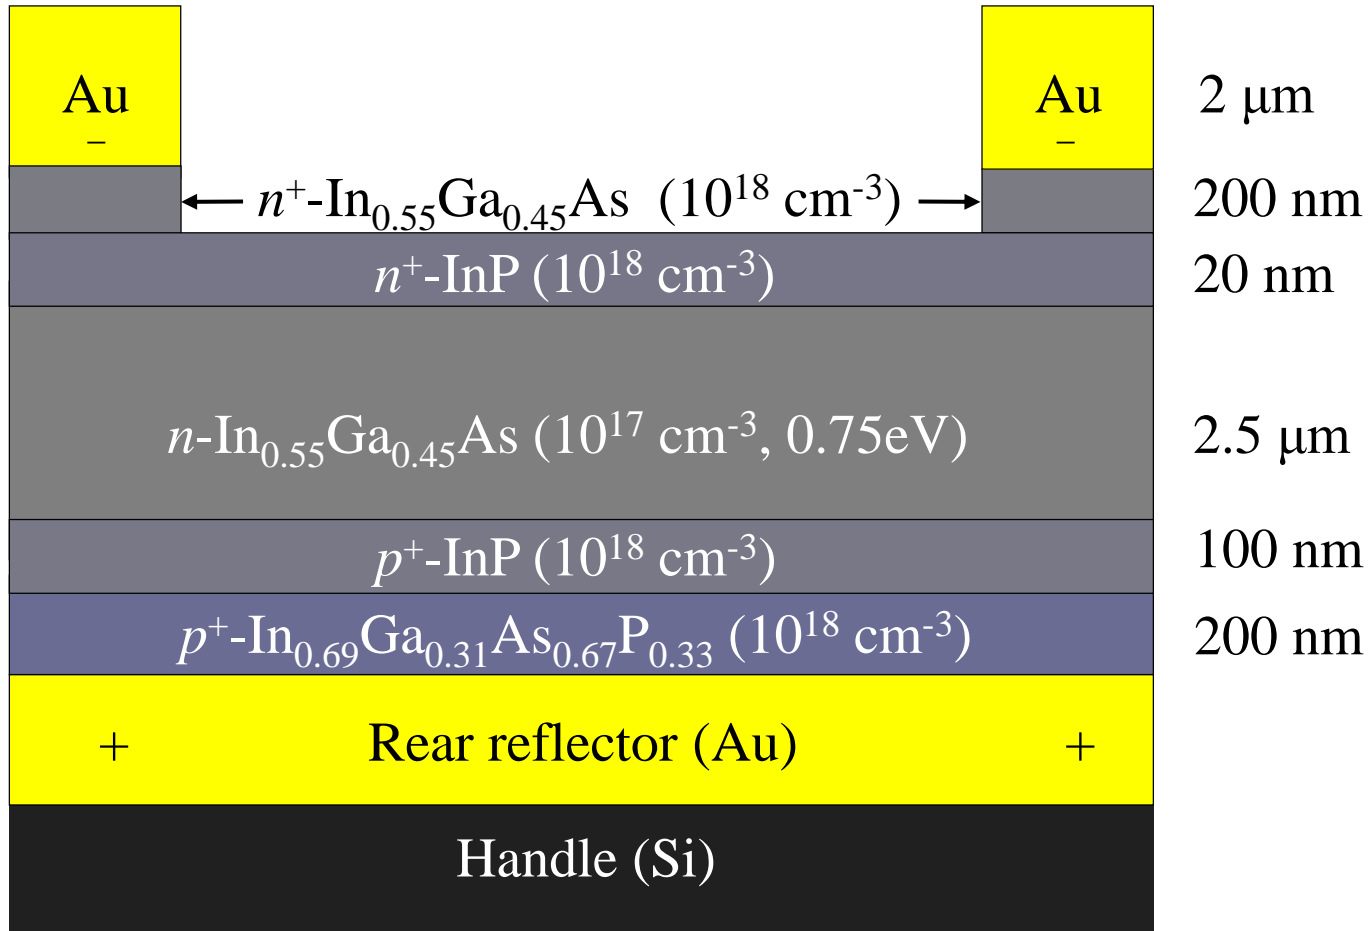 Au Au 2 μm
− −
n⁺-In₀.₅₅Ga₀.₄₅As (10¹⁸ cm⁻³) 200 nm
n⁺-InP (10¹⁸ cm⁻³) 20 nm
n-In₀.₅₅Ga₀.₄₅As (10¹⁷ cm⁻³, 0.75eV) 2.5 μm
p⁺-InP (10¹⁸ cm⁻³) 100 nm
p⁺-In₀.₆₉Ga₀.₃₁As₀.₆₇P₀.₃₃ (10¹⁸ cm⁻³) 200 nm
+ Rear reflector (Au) +
Handle (Si)